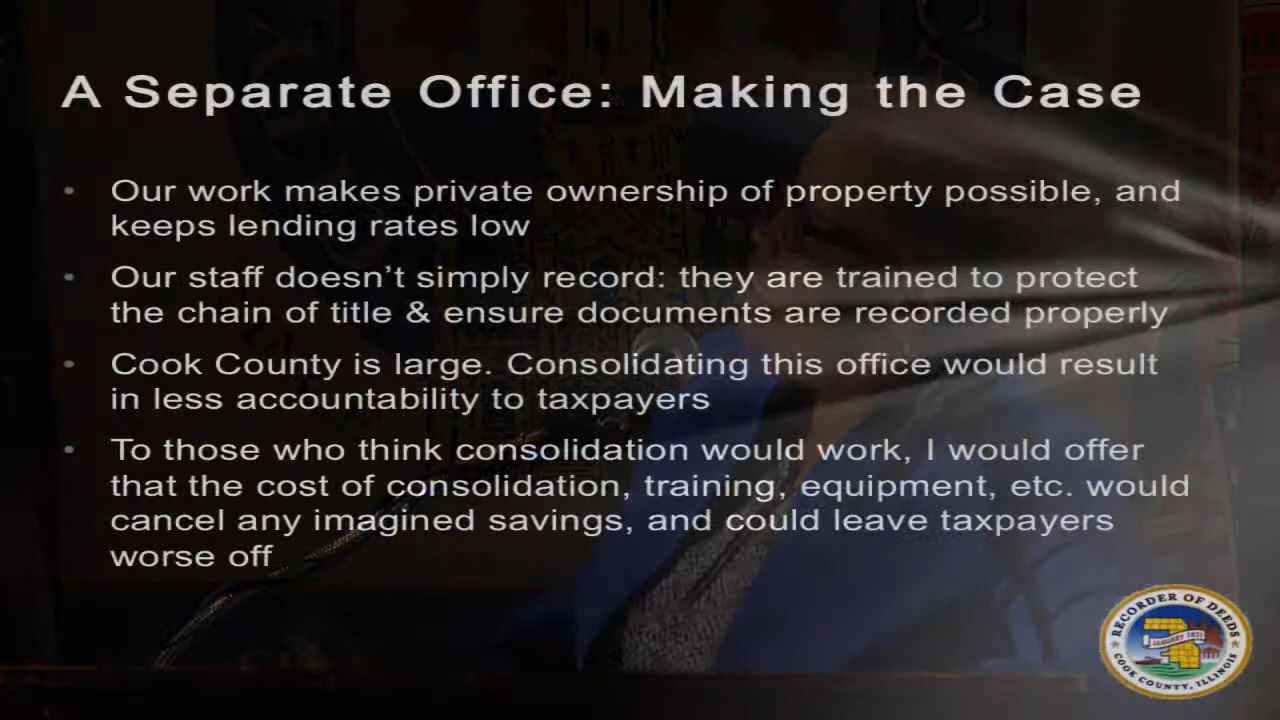 A Separate Office: Making the Case
• Our work makes private ownership of property possible, and
keeps lending rates low
• Our staff doesn’t simply record: they are trained to protect
the chain of title & ensure documents are recorded properly
• Cook County is large. Consolidating this office would result
in less accountability to taxpayers
• To those who think consolidation would work, I would offer
that the cost of consolidation, training, equipment, etc. would
cancel any imagined savings, and could leave taxpayers
worse off
RECORDER OF DEEDS
JANUARY 1831
COOK COUNTY, ILLINOIS